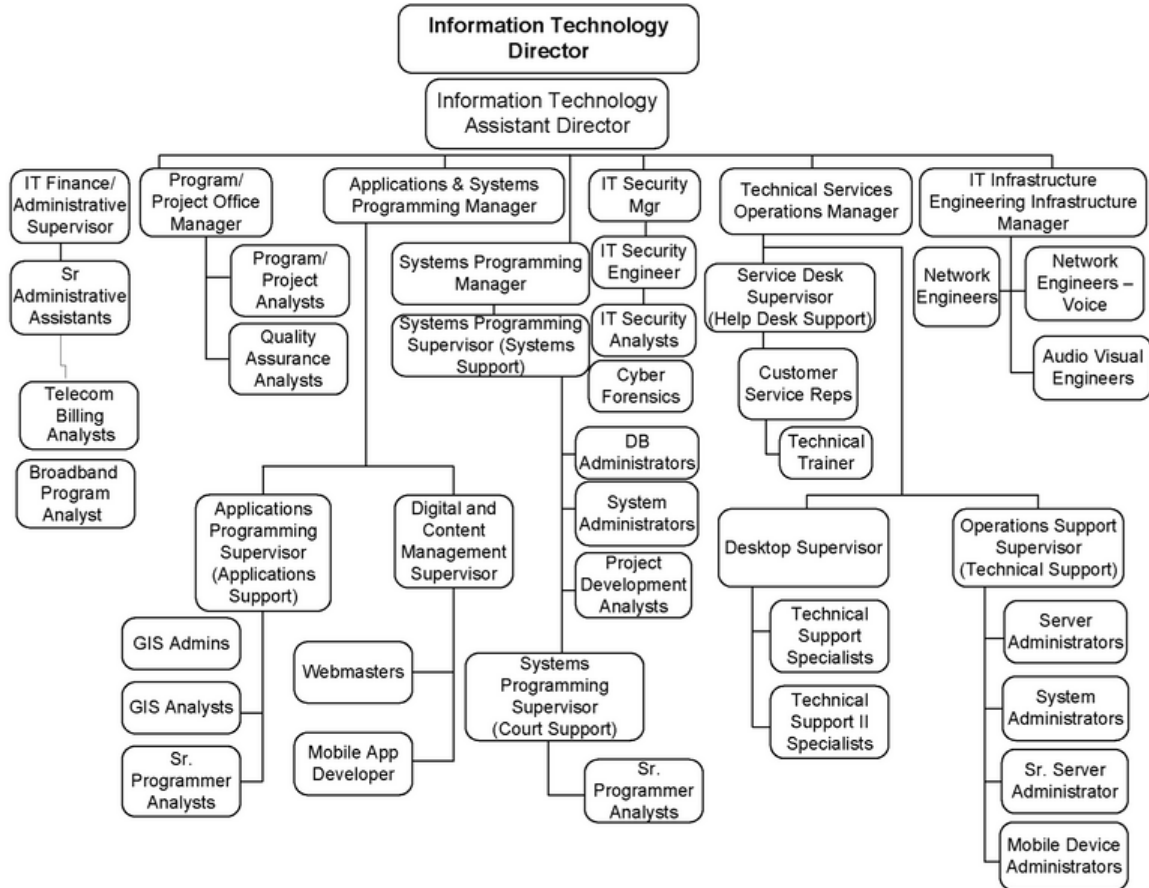 Information Technology
Director
Information Technology
Assistant Director
IT Finance/
Administrative
Supervisor
Sr
Administrative
Assistants
Telecom
Billing
Analysts
Broadband
Program
Analyst
Program/
Project Office
Manager
Program/
Project
Analysts
Quality
Assurance
Analysts
Applications & Systems
Programming Manager
Applications
Programming
Supervisor
(Applications
Support)
GIS Admins
GIS Analysts
Sr.
Programmer
Analysts
Digital and
Content
Management
Supervisor
Webmasters
Mobile App
Developer
Systems Programming
Manager
Systems Programming
Supervisor (Systems
Support)
DB
Administrators
System
Administrators
Project
Development
Analysts
Systems
Programming
Supervisor
(Court Support)
Sr.
Programmer
Analysts
IT Security
Mgr
IT Security
Engineer
IT Security
Analysts
Cyber
Forensics
Technical Services
Operations Manager
Service Desk
Supervisor
(Help Desk Support)
Customer
Service Reps
Technical
Trainer
Desktop Supervisor
Technical
Support
Specialists
Technical
Support II
Specialists
Operations Support
Supervisor
(Technical Support)
Server
Administrators
System
Administrators
Sr. Server
Administrator
Mobile Device
Administrators
IT Infrastructure
Engineering Infrastructure
Manager
Network
Engineers
Network
Engineers –
Voice
Audio Visual
Engineers